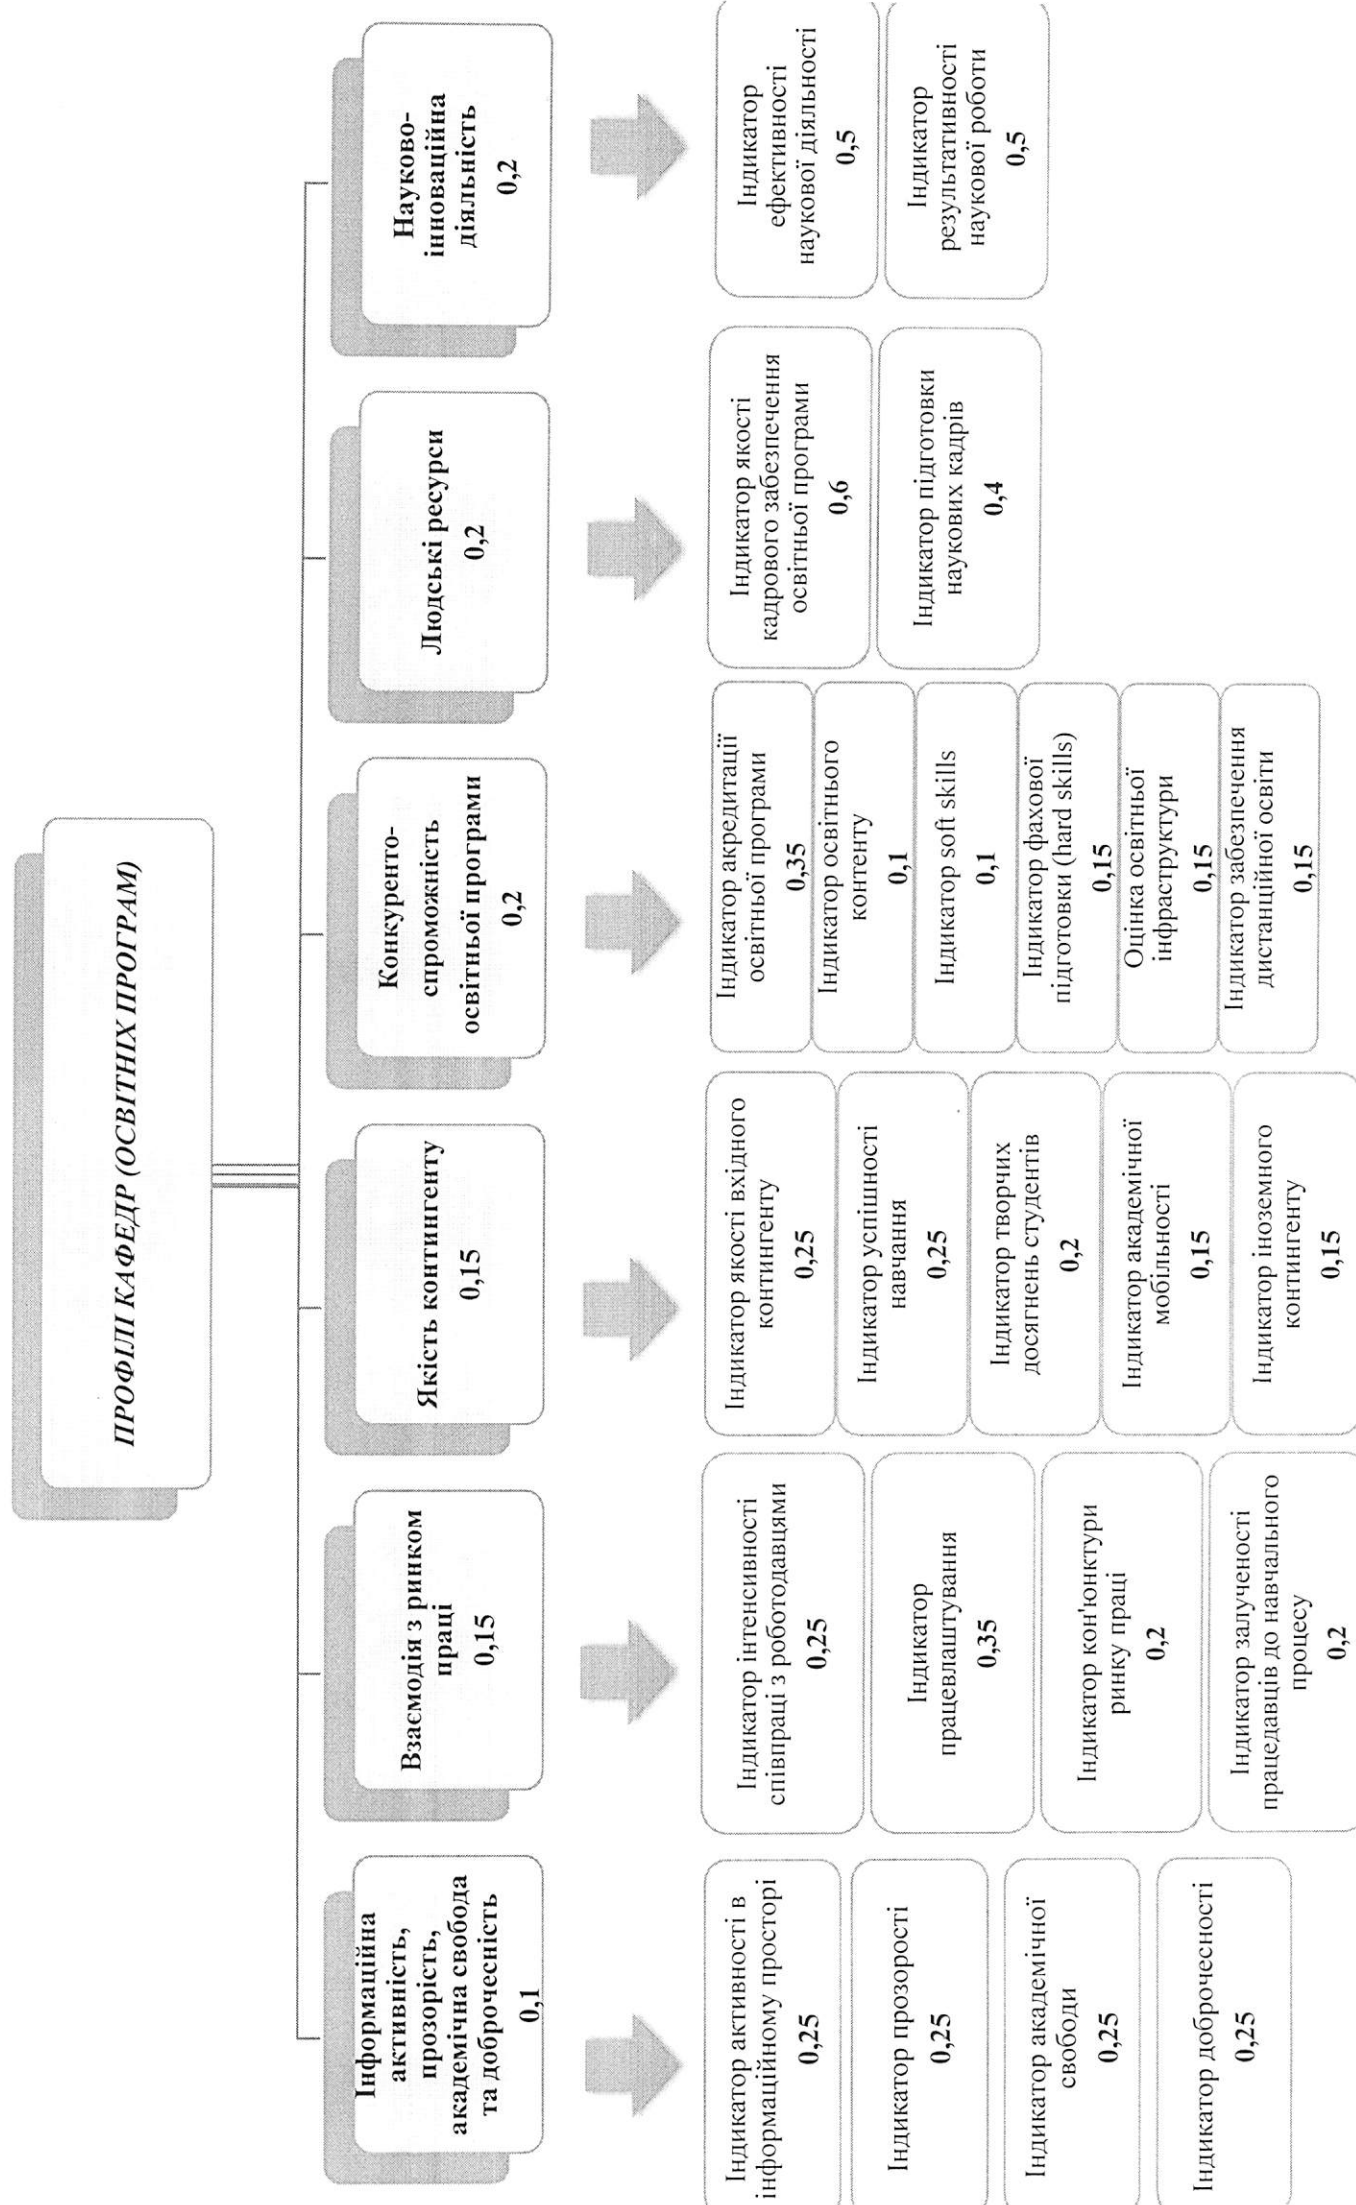 ПРОФІЛІ КАФЕДР (ОСВІТНІХ ПРОГРАМ)
Інформаційна
активність,
прозорість,
академічна свобода
та доброчесність
0,1
Взаємодія з ринком
праці
0,15
Якість контингенту
0,15
Конкуренто-
спроможність
освітньої програми
0,2
Людські ресурси
0,2
Науково-
інноваційна
діяльність
0,2
Індикатор активності в
інформаційному просторі
0,25
Індикатор прозорості
0,25
Індикатор академічної
свободи
0,25
Індикатор доброчесності
0,25
Індикатор інтенсивності
співпраці з роботодавцями
0,25
Індикатор
працевлаштування
0,35
Індикатор кон'юнктури
ринку праці
0,2
Індикатор залученості
працедавців до навчального
процесу
0,2
Індикатор якості вхідного
контингенту
0,25
Індикатор успішності
навчання
0,25
Індикатор творчих
досягнень студентів
0,2
Індикатор академічної
мобільності
0,15
Індикатор іноземного
контингенту
0,15
Індикатор акредитації
освітньої програми
0,35
Індикатор освітнього
контенту
0,1
Індикатор soft skills
0,1
Індикатор фахової
підготовки (hard skills)
0,15
Оцінка освітньої
інфраструктури
0,15
Індикатор забезпечення
дистанційної освіти
0,15
Індикатор якості
кадрового забезпечення
освітньої програми
0,6
Індикатор підготовки
наукових кадрів
0,4
Індикатор
ефективності
наукової діяльності
0,5
Індикатор
результативності
наукової роботи
0,5